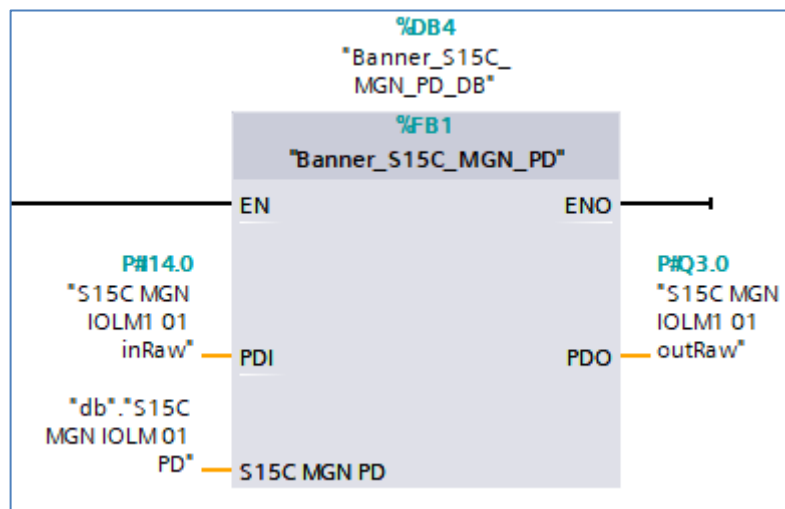 %DB4
"Banner_S15C_
MGN_PD_DB"
%FB1
"Banner_S15C_MGN_PD"
EN
ENO
P#I14.0
"S15C MGN
IOLM1 01
inRaw"
PDI
P#Q3.0
"S15C MGN
IOLM1 01
outRaw"
PDO
"db"."S15C
MGN IOLM 01
PD"
S15C MGN PD